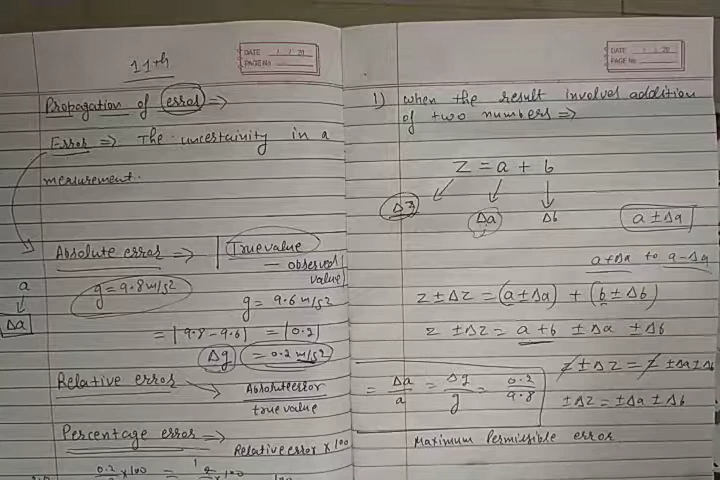 11th
DATE / / 20
PAGE No
Propagation of error ⇒
Error ⇒ The uncertainity in a
measurement.
Absolute error ⇒ | True value
— observed
value |
g = 9.8 m/s2
a
Δa
g = 9.6 m/s2
= |9.8 - 9.6| = |0.2|
Δg = 0.2 m/s2
Relative error → Absolute error
true value
Percentage error ⇒
Relative error × 100
0.2 × 100
DATE / / 20
PAGE No
1) When the result involves addition
of two numbers ⇒
Z = a + b
Δz Δa Δb a ± Δa
a + Δa to a - Δa
Z ± ΔZ = (a ± Δa) + (b ± Δb)
z ± ΔZ = a + b ± Δa ± Δb
z ± ΔZ = z ± Δa ± Δb
= Δa/a = Δg/g = 0.2/9.8
± ΔZ = ± Δa ± Δb
Maximum Permissible error